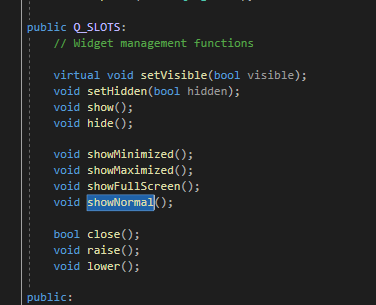 public Q_SLOTS:
// Widget management functions
virtual void setVisible(bool visible);
void setHidden(bool hidden);
void show();
void hide();
void showMinimized();
void showMaximized();
void showFullScreen();
void showNormal();
bool close();
void raise();
void lower();
public: